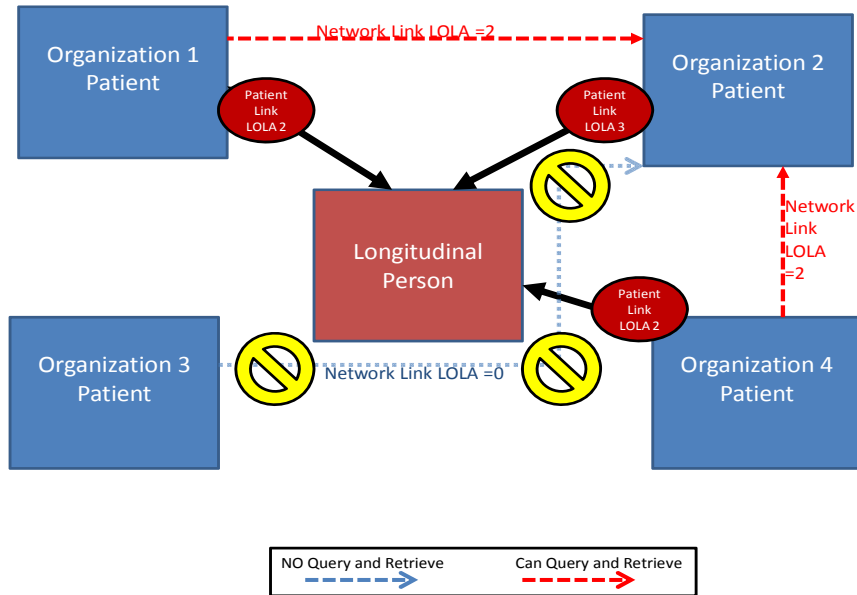 Network Link LOLA =2
Organization 1
Patient
Organization 2
Patient
Patient
Link
LOLA 2
Patient
Link
LOLA 3
Longitudinal
Person
Network
Link
LOLA
=2
Patient
Link
LOLA 2
Organization 3
Patient
Network Link LOLA =0
Organization 4
Patient
NO Query and Retrieve
Can Query and Retrieve